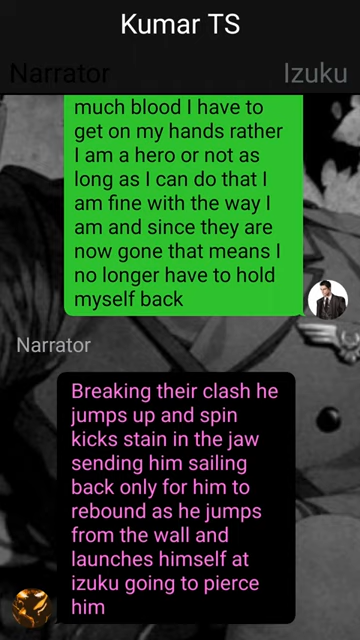 Kumar TS
Narrator
Izuku
much blood I have to
get on my hands rather
I am a hero or not as
long as I can do that I
am fine with the way I
am and since they are
now gone that means I
no longer have to hold
myself back
Narrator
Breaking their clash he
jumps up and spin
kicks stain in the jaw
sending him sailing
back only for him to
rebound as he jumps
from the wall and
launches himself at
izuku going to pierce
him